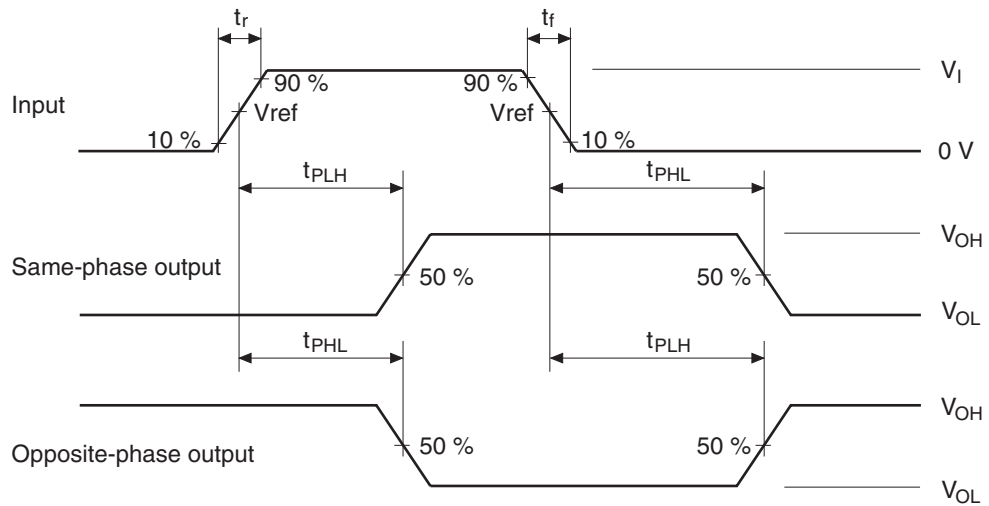 tr tf
90 % 90 % VI
Input Vref Vref
10 % 10 % 0 V
tPLH tPHL
VOH
Same-phase output 50 % 50 %
VOL
tPHL tPLH
VOH
Opposite-phase output 50 % 50 %
VOL